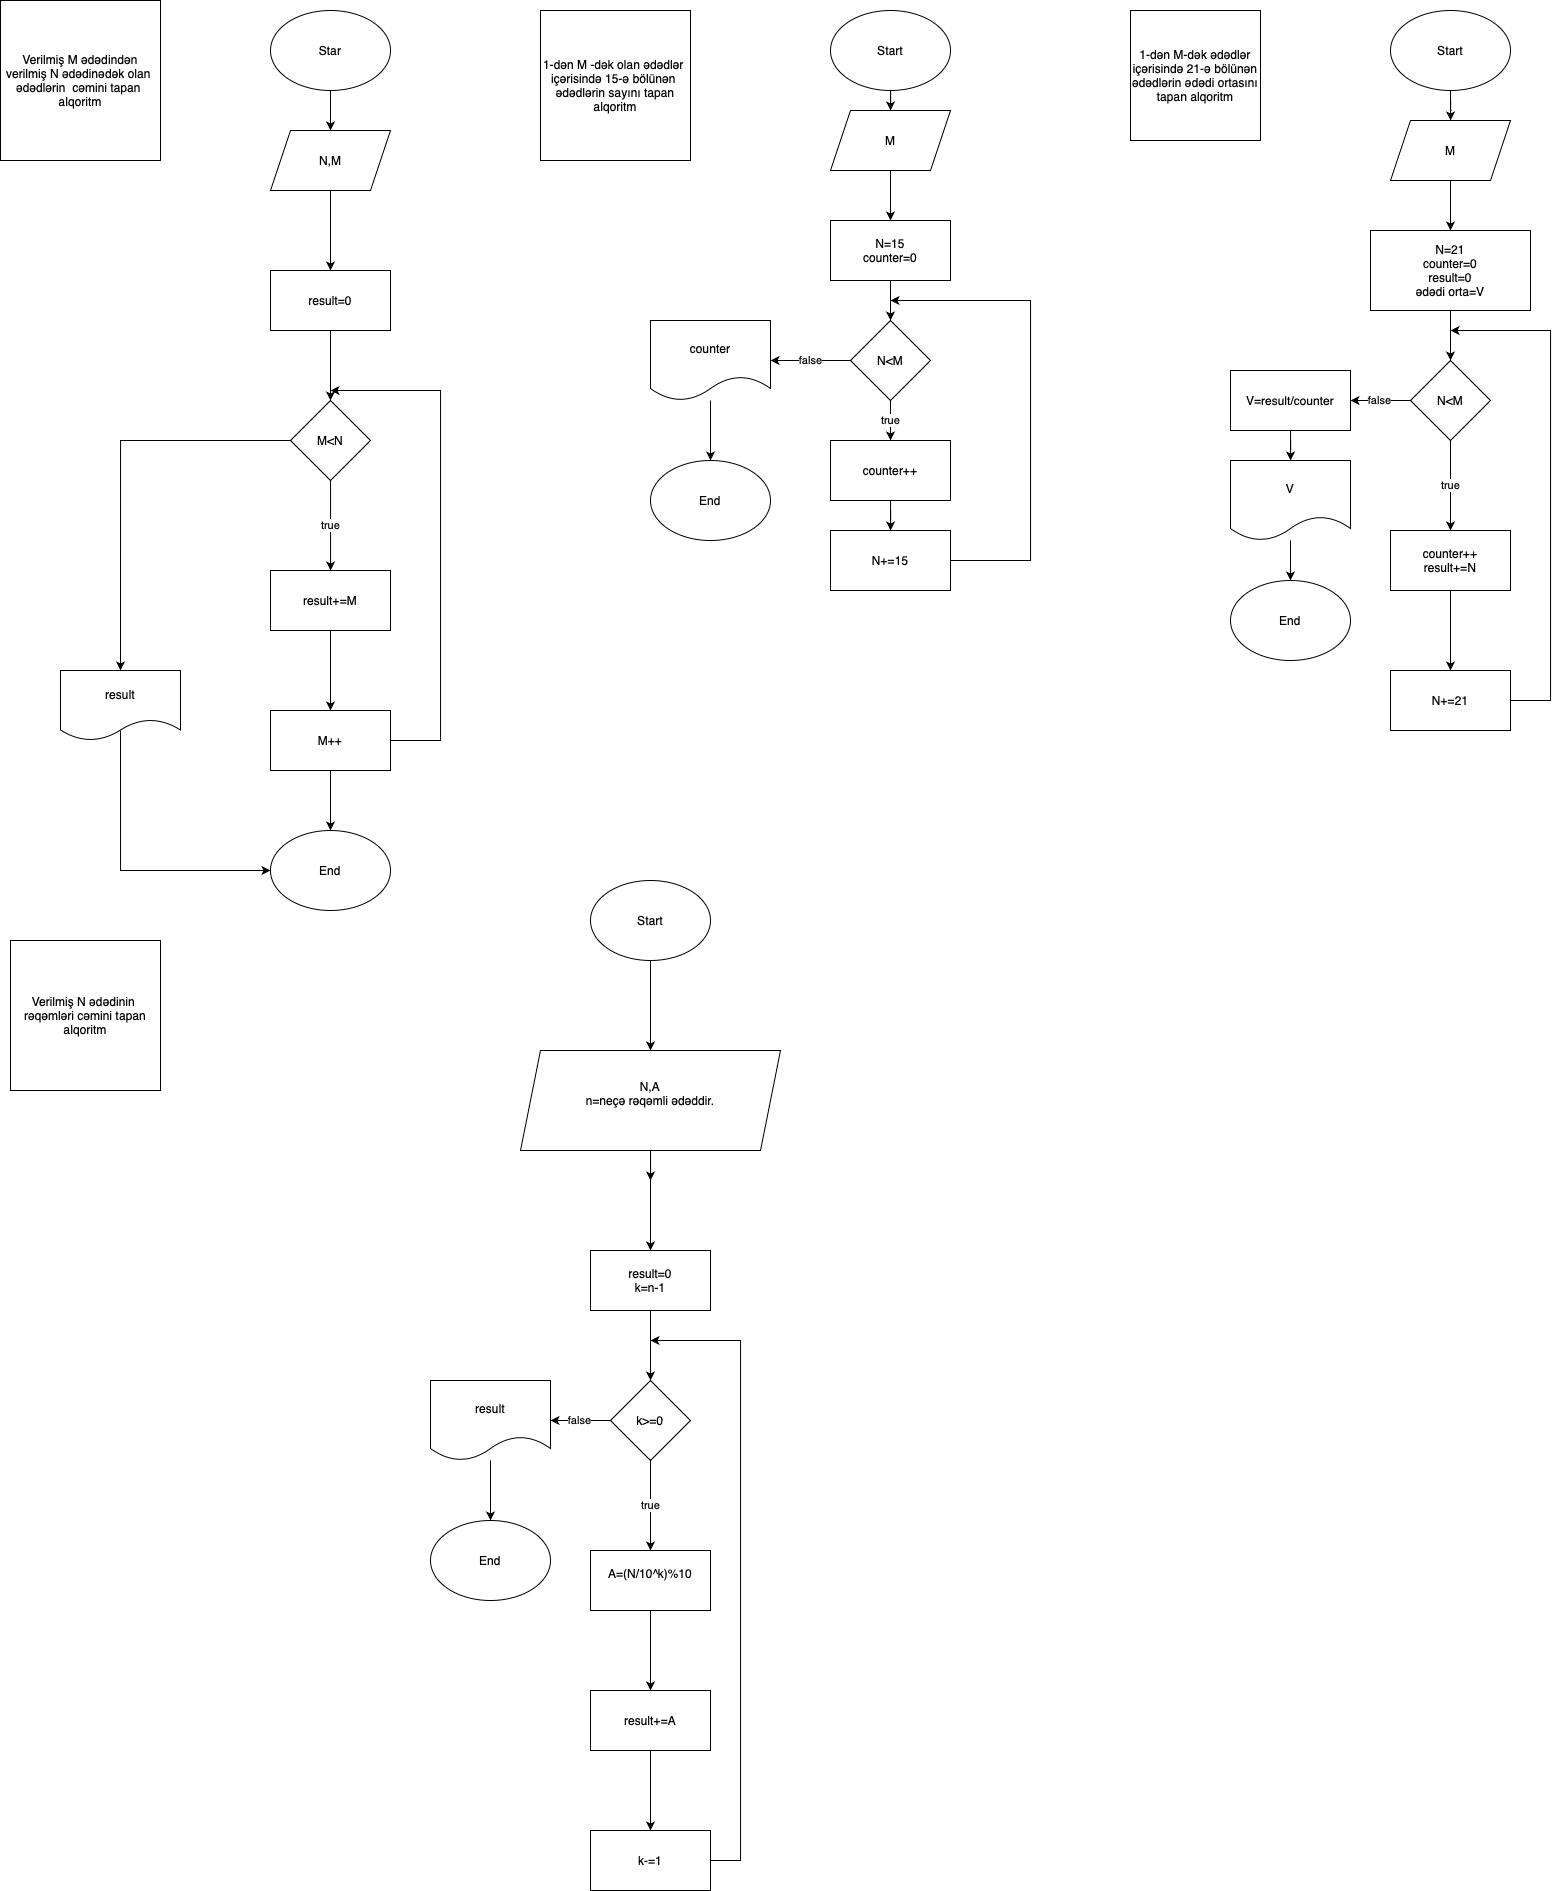 Verilmiş M ədədindən
verilmiş N ədədinədək olan
ədədlərin cəmini tapan
alqoritm
Star
N,M
result=0
M<N
true
result+=M
M++
result
End
1-dən M -dək olan ədədlər
içərisində 15-ə bölünən
ədədlərin sayını tapan
alqoritm
Start
M
N=15
counter=0
N<M
false
counter
End
true
counter++
N+=15
1-dən M-dək ədədlər
içərisində 21-ə bölünən
ədədlərin ədədi ortasını
tapan alqoritm
Start
M
N=21
counter=0
result=0
ədədi orta=V
N<M
false
V=result/counter
V
End
true
counter++
result+=N
N+=21
Verilmiş N ədədinin
rəqəmləri cəmini tapan
alqoritm
Start
N,A
n=neçə rəqəmli ədəddir.
result=0
k=n-1
k>=0
false
result
End
true
A=(N/10^k)%10
result+=A
k-=1